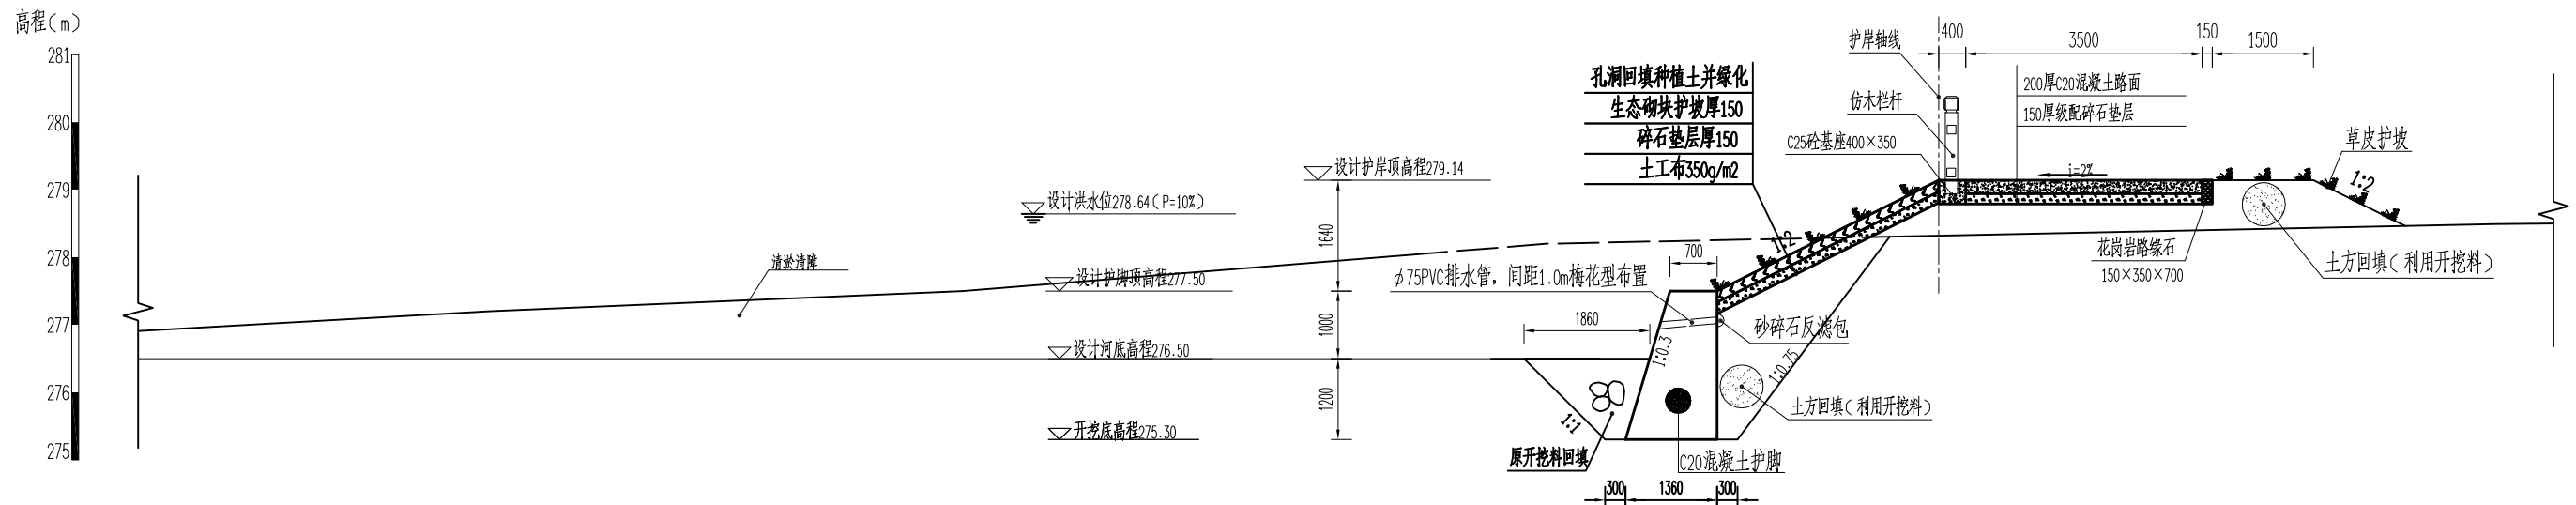 高程(m)
281
280
279
278
277
276
275
清淤清障
设计洪水位278.64(P=10%)
设计护脚顶高程277.50
设计河底高程276.50
开挖底高程275.30
设计护岸顶高程279.14
1640
1000
1200
孔洞回填种植土并绿化
生态砌块护坡厚150
碎石垫层厚150
土工布350g/m2
φ75PVC排水管，间距1.0m梅花型布置
700
1860
1:2
1:0.3
1:0.75
1:1
砂碎石反滤包
土方回填(利用开挖料)
原开挖料回填
C20混凝土护脚
300
1360
300
护岸轴线
仿木栏杆
C25砼基座400×350
400
3500
150
1500
200厚C20混凝土路面
150厚级配碎石垫层
i=2%
草皮护坡
1:2
花岗岩路缘石
150×350×700
土方回填(利用开挖料)